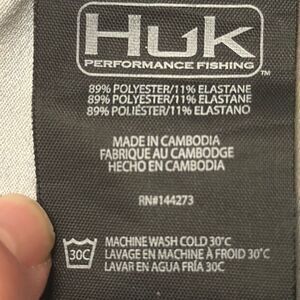 Huk
PERFORMANCE FISHING™
89% POLYESTER/11% ELASTANE
89% POLYESTER/11% ELASTANE
89% POLIÉSTER/11% ELASTANO
MADE IN CAMBODIA
FABRIQUE AU CAMBODGE
HECHO EN CAMBODIA
RN#144273
30C
MACHINE WASH COLD 30°C
LAVAGE EN MACHINE À FROID 30°C
LAVAR EN AGUA FRÍA 30C